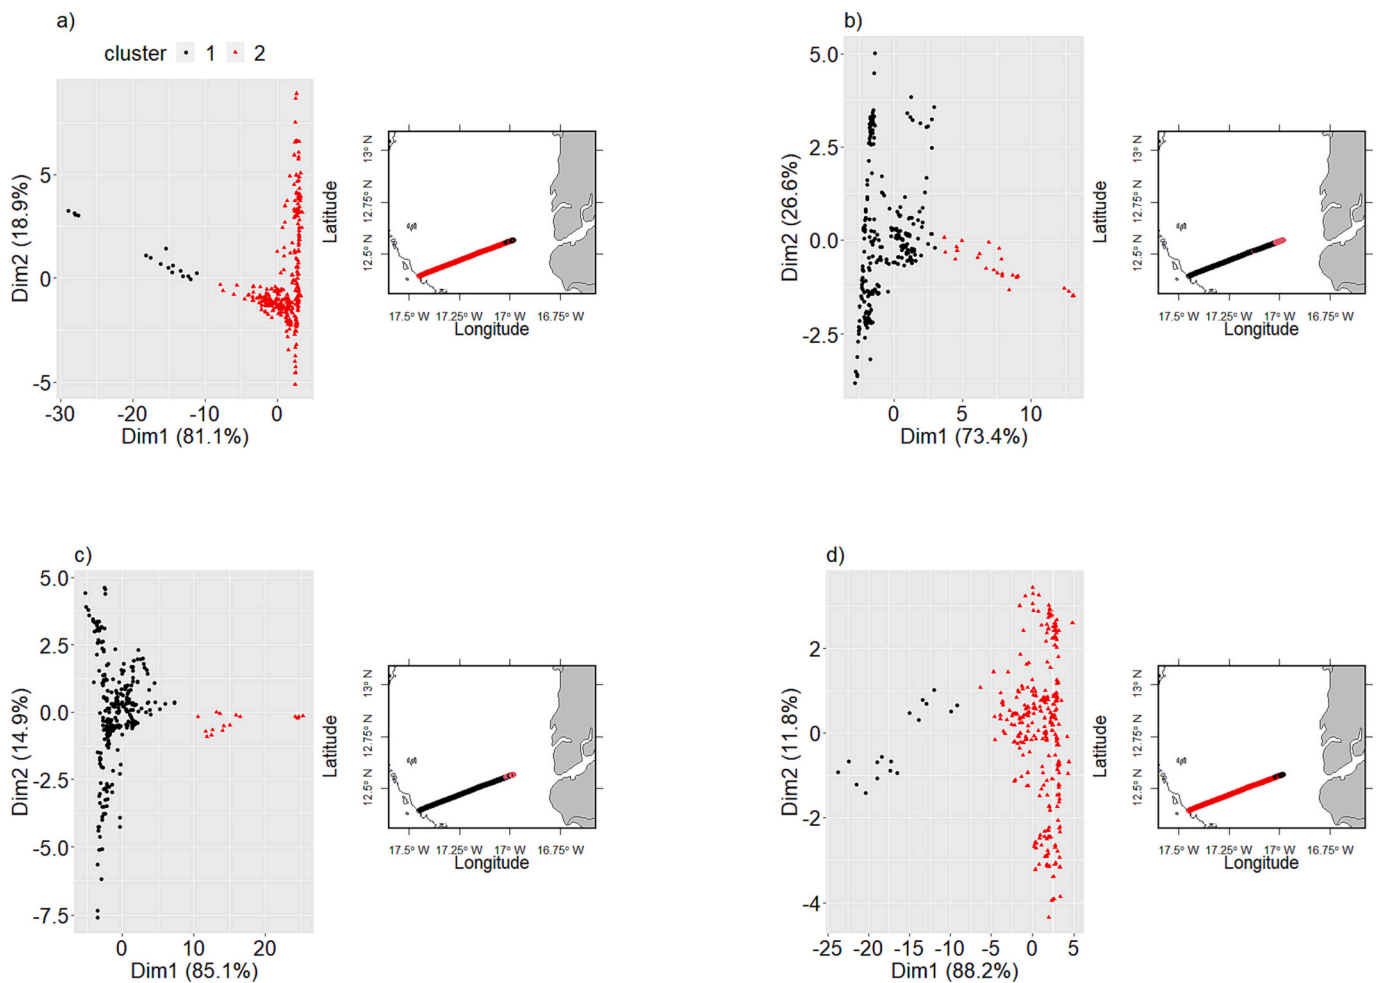 a)
cluster 1 2
Dim2 (18.9%)
5
0
-5
-30 -20 -10 0
Dim1 (81.1%)
Latitude
13° N
12.75° N
12.5° N
17.5° W 17.25° W 17° W 16.75° W
Longitude
b)
Dim2 (26.6%)
5.0
2.5
0.0
-2.5
0 5 10
Dim1 (73.4%)
Latitude
13° N
12.75° N
12.5° N
17.5° W 17.25° W 17° W 16.75° W
Longitude
c)
Dim2 (14.9%)
5.0
2.5
0.0
-2.5
-5.0
-7.5
0 10 20
Dim1 (85.1%)
Latitude
13° N
12.75° N
12.5° N
17.5° W 17.25° W 17° W 16.75° W
Longitude
d)
Dim2 (11.8%)
2
0
-2
-4
-25 -20 -15 -10 -5 0 5
Dim1 (88.2%)
Latitude
13° N
12.75° N
12.5° N
17.5° W 17.25° W 17° W 16.75° W
Longitude